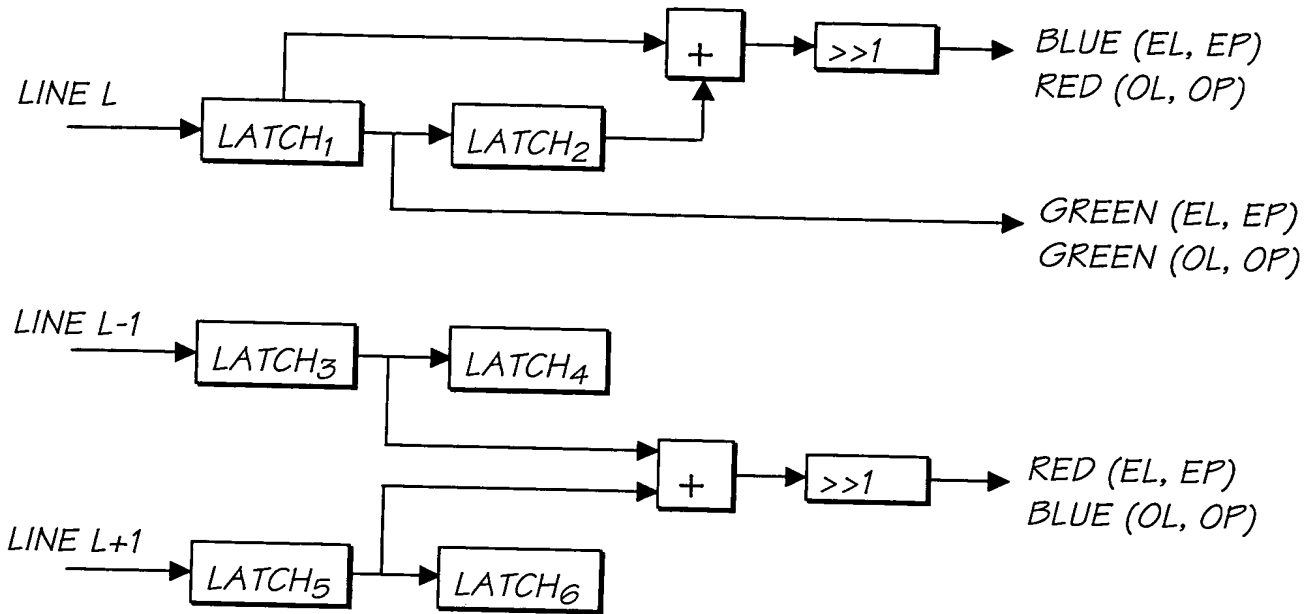 LINE L
LATCH1
LATCH2
+
>>1
BLUE (EL, EP)
RED (OL, OP)
GREEN (EL, EP)
GREEN (OL, OP)
LINE L-1
LATCH3
LATCH4
+
>>1
RED (EL, EP)
BLUE (OL, OP)
LINE L+1
LATCH5
LATCH6